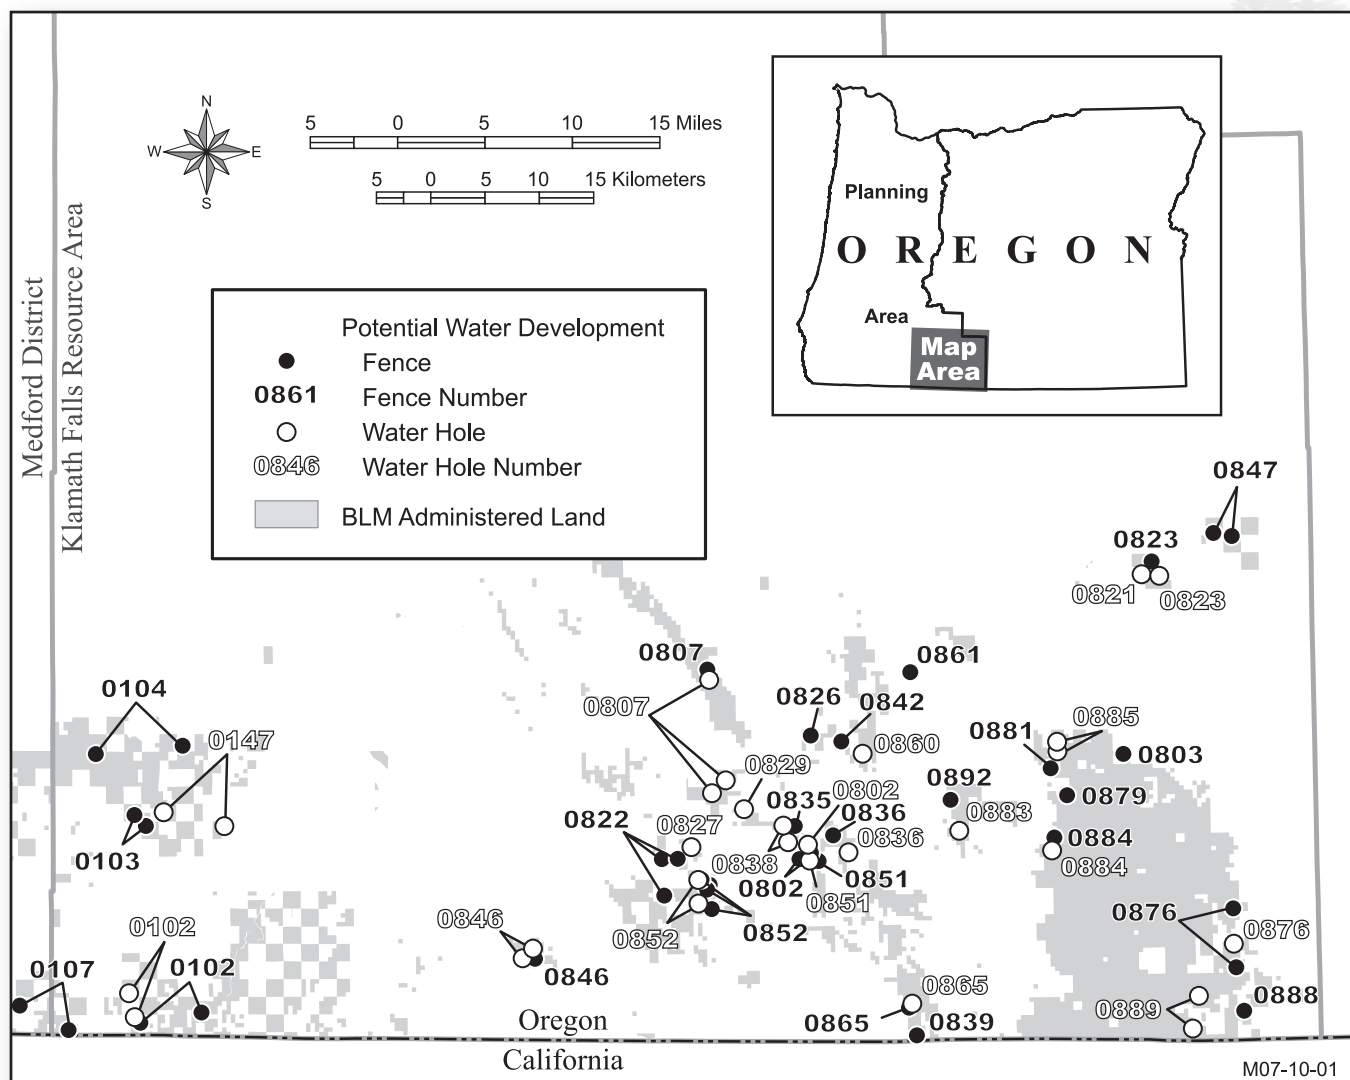 N
W E
S
5 0 5 10 15 Miles
5 0 5 10 15 Kilometers
Medford District
Klamath Falls Resource Area
Planning
OREGON
Area
Map
Area
Potential Water Development
Fence
0861 Fence Number
Water Hole
0846 Water Hole Number
BLM Administered Land
0847
0823
0821
0823
0807
0861
0104
0807
0826
0842
0147
0860
0881
0885
0803
0829
0802
0892
0879
0835
0836
0883
0822
0827
0836
0884
0103
0838
0802
0851
0884
0851
0876
0846
0102
0852
0852
0876
0107
0102
0846
0865
0888
0889
0865
0839
Oregon
California
M07-10-01